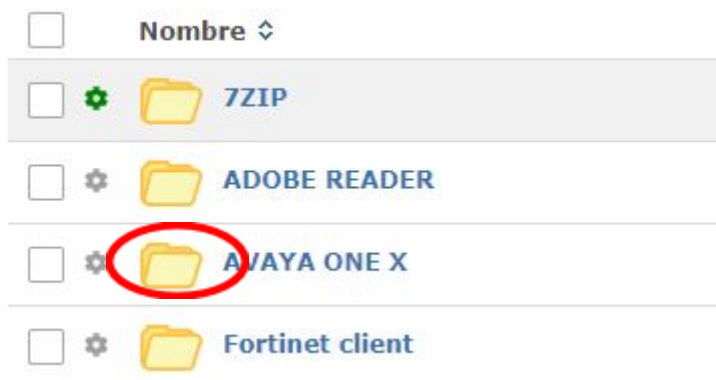 Nombre
7ZIP
ADOBE READER
AVAYA ONE X
Fortinet client